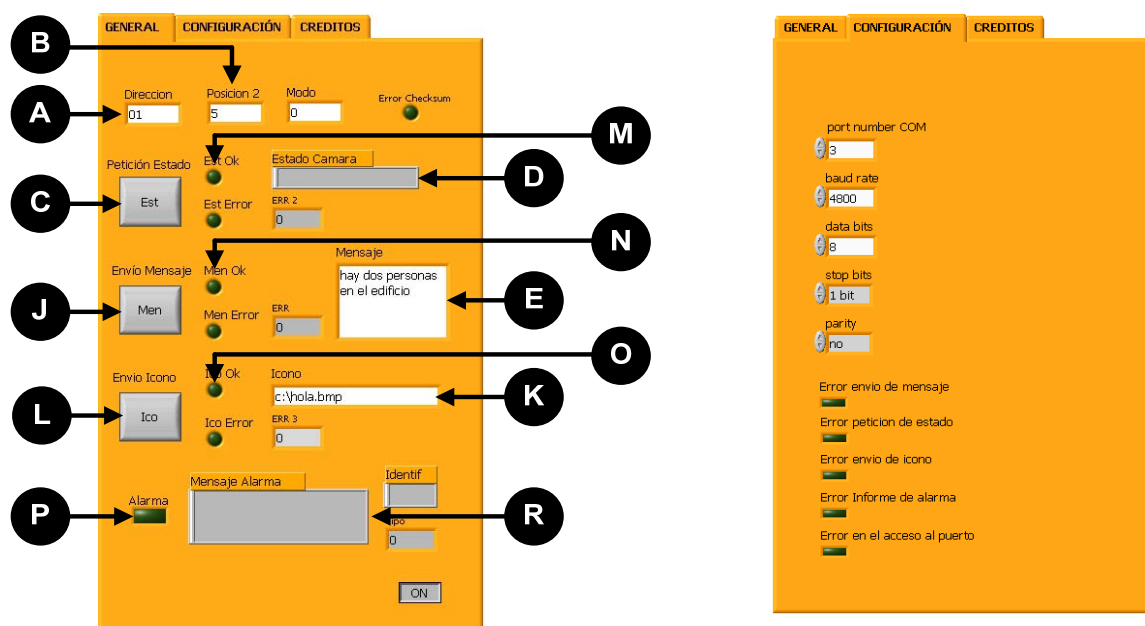 GENERAL CONFIGURACIÓN CREDITOS
B
Direccion Posicion 2 Modo Error Checksum
A 01 5 0
M
Petición Estado Est Ok Estado Camara
D
C Est Est Error ERR 2
0
N
Envío Mensaje Men Ok Mensaje
hay dos personas
en el edificio
J Men Men Error ERR E
0
O
Envio Icono Ico Ok Icono
c:\hola.bmp K
L Ico Ico Error ERR 3
0
Mensaje Alarma Identif
Alarma
P R
0
ON
GENERAL CONFIGURACIÓN CREDITOS
port number COM
3
baud rate
4800
data bits
8
stop bits
1 bit
parity
no
Error envio de mensaje
Error peticion de estado
Error envio de icono
Error Informe de alarma
Error en el acceso al puerto